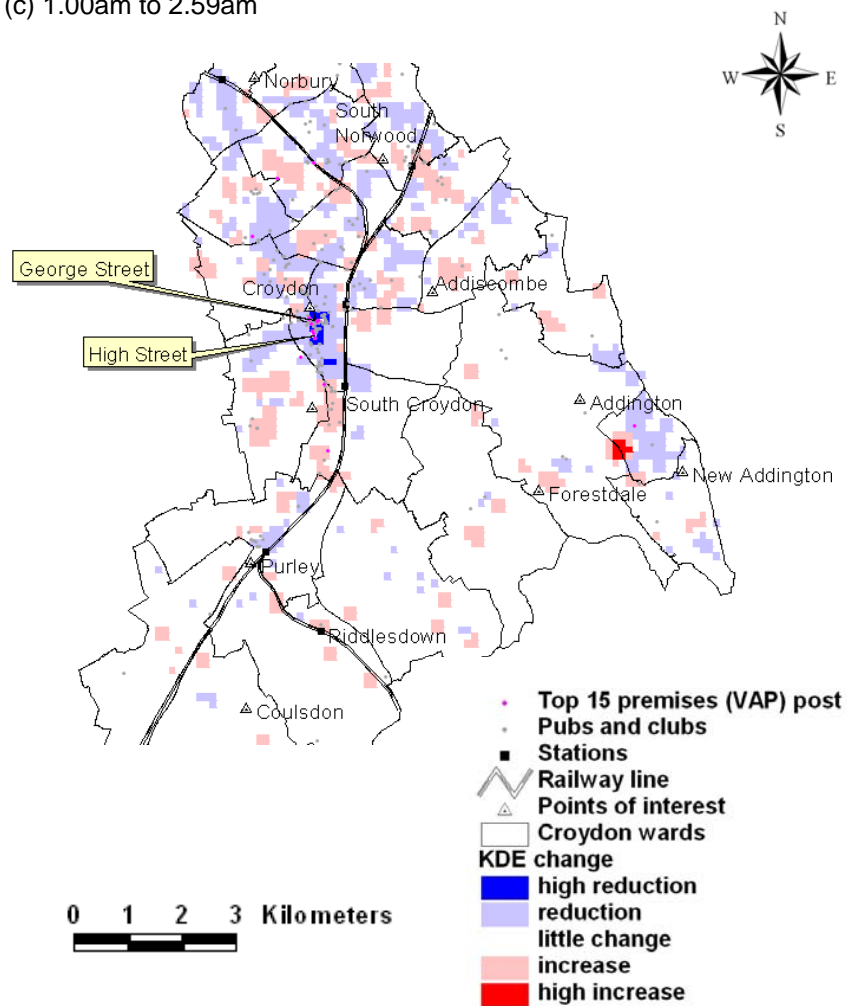 (c) 1.00am to 2.59am
N
W E
S
Norbury
South
Norwood
George Street
Croydon
Addiscombe
High Street
South Croydon
Addington
New Addington
Forestdale
Purley
Riddlesdown
Coulsdon
Top 15 premises (VAP) post
Pubs and clubs
Stations
Railway line
Points of interest
Croydon wards
KDE change
high reduction
reduction
little change
increase
high increase
0 1 2 3 Kilometers